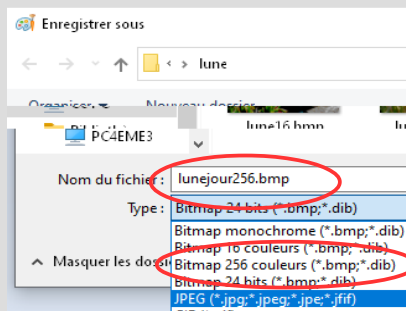 Enregistrer sous
lune
Organiser
Nouveau dossier
lune16.bmp
PC4EME3
Nom du fichier : lunejour256.bmp
Type : Bitmap 24 bits (*.bmp;*.dib)
Bitmap monochrome (*.bmp;*.dib)
Bitmap 16 couleurs (*.bmp;*.dib)
Bitmap 256 couleurs (*.bmp;*.dib)
Masquer les dossi
Bitmap 24 bits (*.bmp;*.dib)
JPEG (*.jpg;*.jpeg;*.jpe;*.jfif)